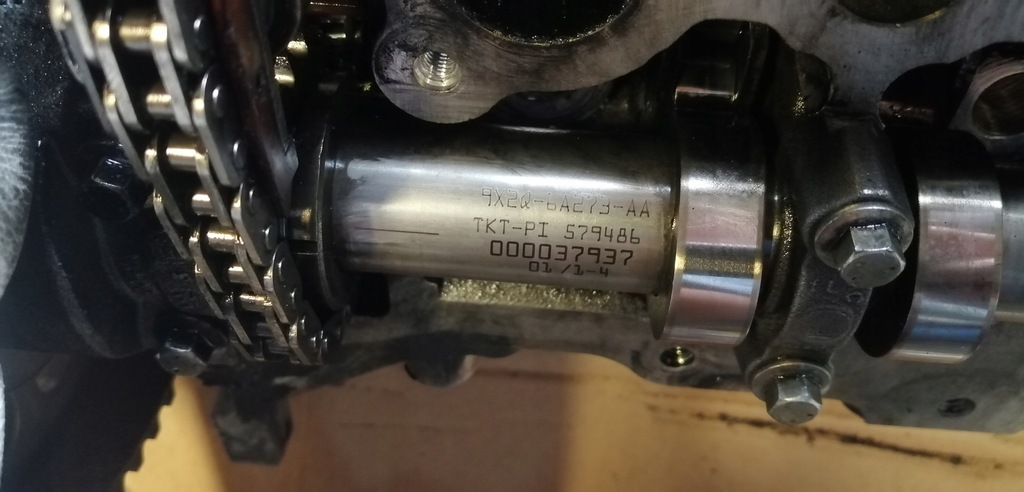 9X2Q-6A273-AA
TKT-PI 579486
000037937
01/1-4